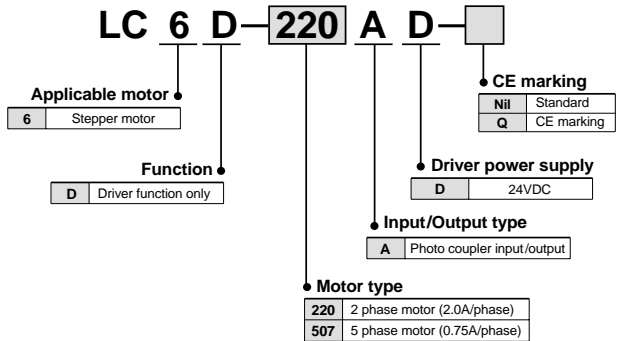 LC 6 D-220 A D-
CE marking
Nil Standard
Q CE marking
Applicable motor
6 Stepper motor
Function
D Driver function only
Driver power supply
D 24VDC
Input/Output type
A Photo coupler input/output
Motor type
220 2 phase motor (2.0A/phase)
507 5 phase motor (0.75A/phase)